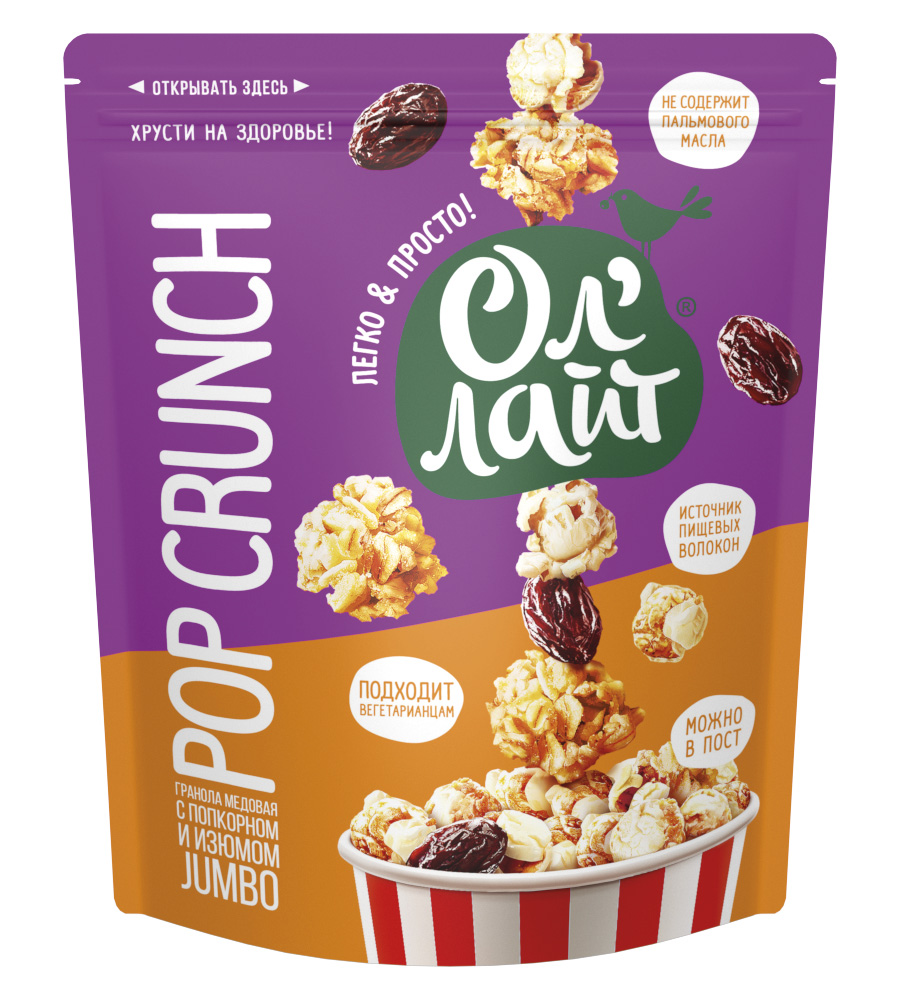 ◄ ОТКРЫВАТЬ ЗДЕСЬ ►
ХРУСТИ НА ЗДОРОВЬЕ!
НЕ СОДЕРЖИТ
ПАЛЬМОВОГО
МАСЛА
ЛЕГКО & ПРОСТО!
Ол'
лайт
®
POP CRUNCH
ИСТОЧНИК
ПИЩЕВЫХ
ВОЛОКОН
ПОДХОДИТ
ВЕГЕТАРИАНЦАМ
МОЖНО
В ПОСТ
ГРАНОЛА МЕДОВАЯ
С ПОПКОРНОМ
И ИЗЮМОМ
JUMBO